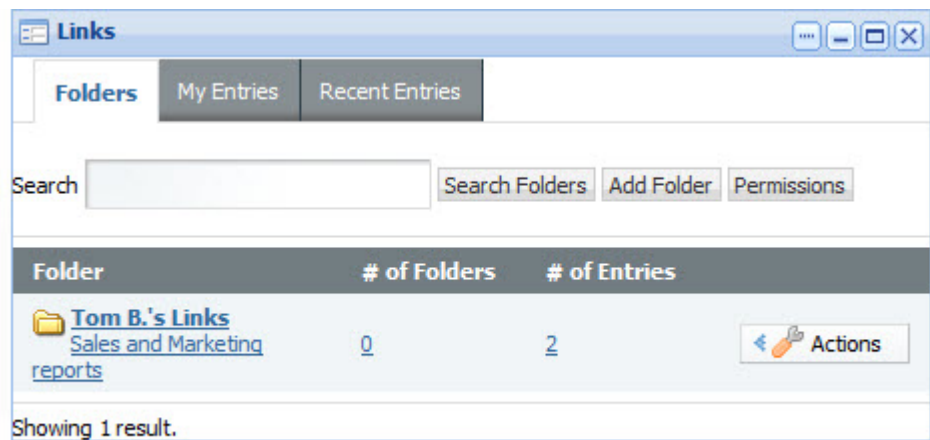 Links
Folders My Entries Recent Entries
Search Search Folders Add Folder Permissions
Folder # of Folders # of Entries
Tom B.'s Links
Sales and Marketing 0 2 Actions
reports
Showing 1 result.